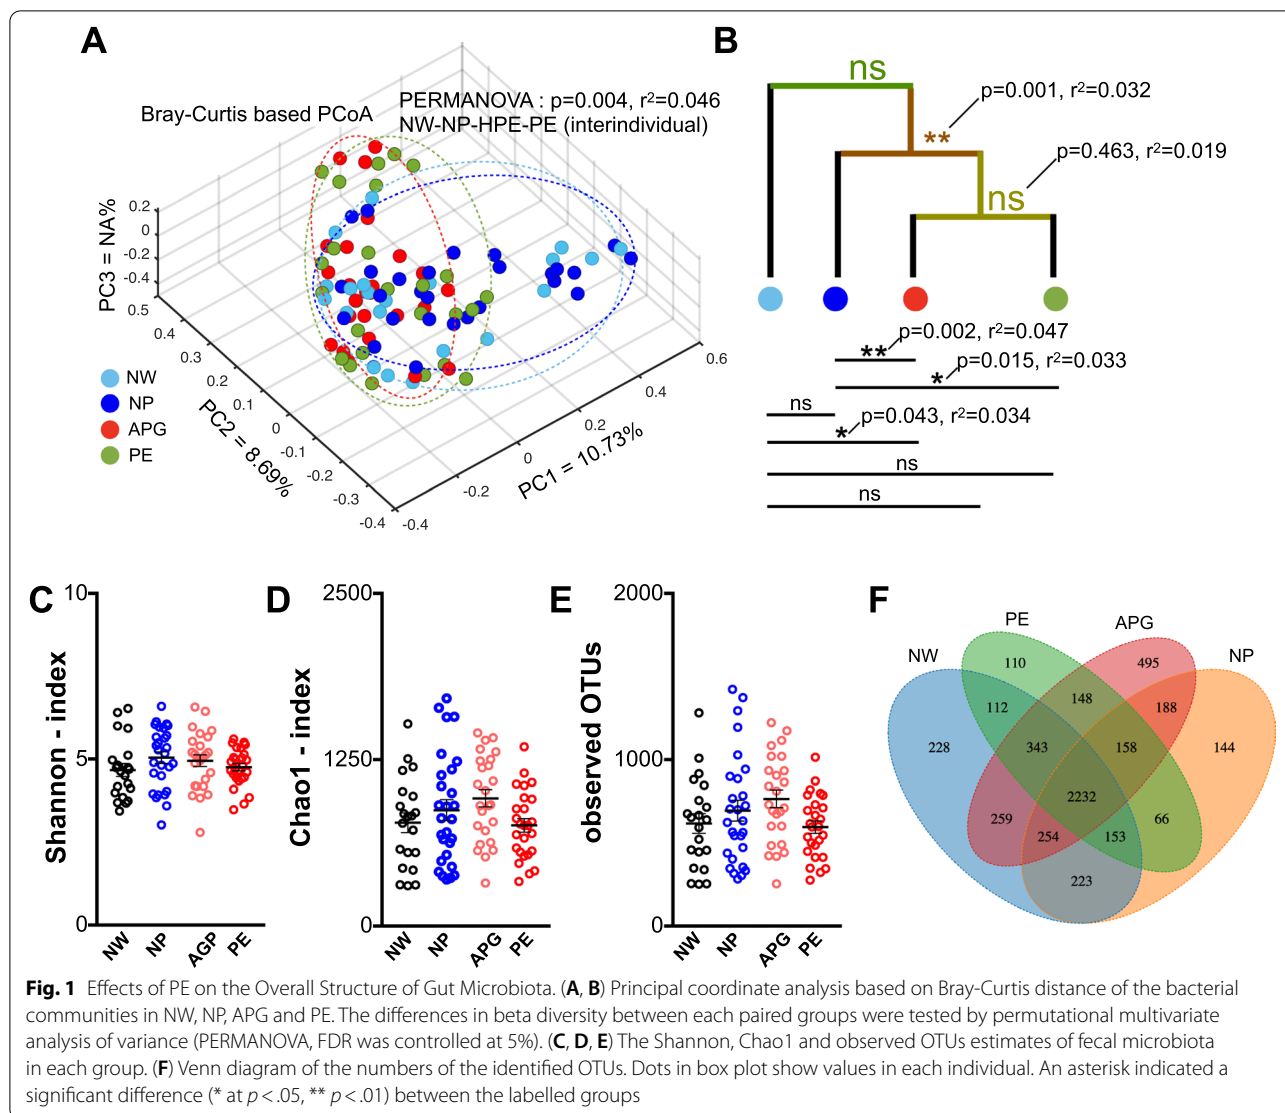 A
Bray-Curtis based PCoA
PERMANOVA : p=0.004, r²=0.046
NW-NP-HPE-PE (interindividual)
PC3 = NA%
0.2
0
-0.2
-0.4
0.5
0.4
0.3
0.2
0.1
0
-0.1
-0.2
-0.3
-0.4
PC2 = 8.69%
-0.4
-0.2
0
0.2
0.4
0.6
PC1 = 10.73%
NW
NP
APG
PE
B
ns
p=0.001, r²=0.032
**
p=0.463, r²=0.019
ns
p=0.002, r²=0.047
**
p=0.015, r²=0.033
*
ns
p=0.043, r²=0.034
*
ns
ns
C
Shannon - index
10
5
0
NW
NP
AGP
PE
D
Chao1 - index
2500
1250
0
NW
NP
APG
PE
E
observed OTUs
2000
1000
0
NW
NP
APG
PE
F
NW
PE
APG
NP
110
495
112
148
188
228
343
158
144
2232
259
254
153
66
223
Fig. 1 Effects of PE on the Overall Structure of Gut Microbiota. (A, B) Principal coordinate analysis based on Bray-Curtis distance of the bacterial
communities in NW, NP, APG and PE. The differences in beta diversity between each paired groups were tested by permutational multivariate
analysis of variance (PERMANOVA, FDR was controlled at 5%). (C, D, E) The Shannon, Chao1 and observed OTUs estimates of fecal microbiota
in each group. (F) Venn diagram of the numbers of the identified OTUs. Dots in box plot show values in each individual. An asterisk indicated a
significant difference (* at p < .05, ** p < .01) between the labelled groups